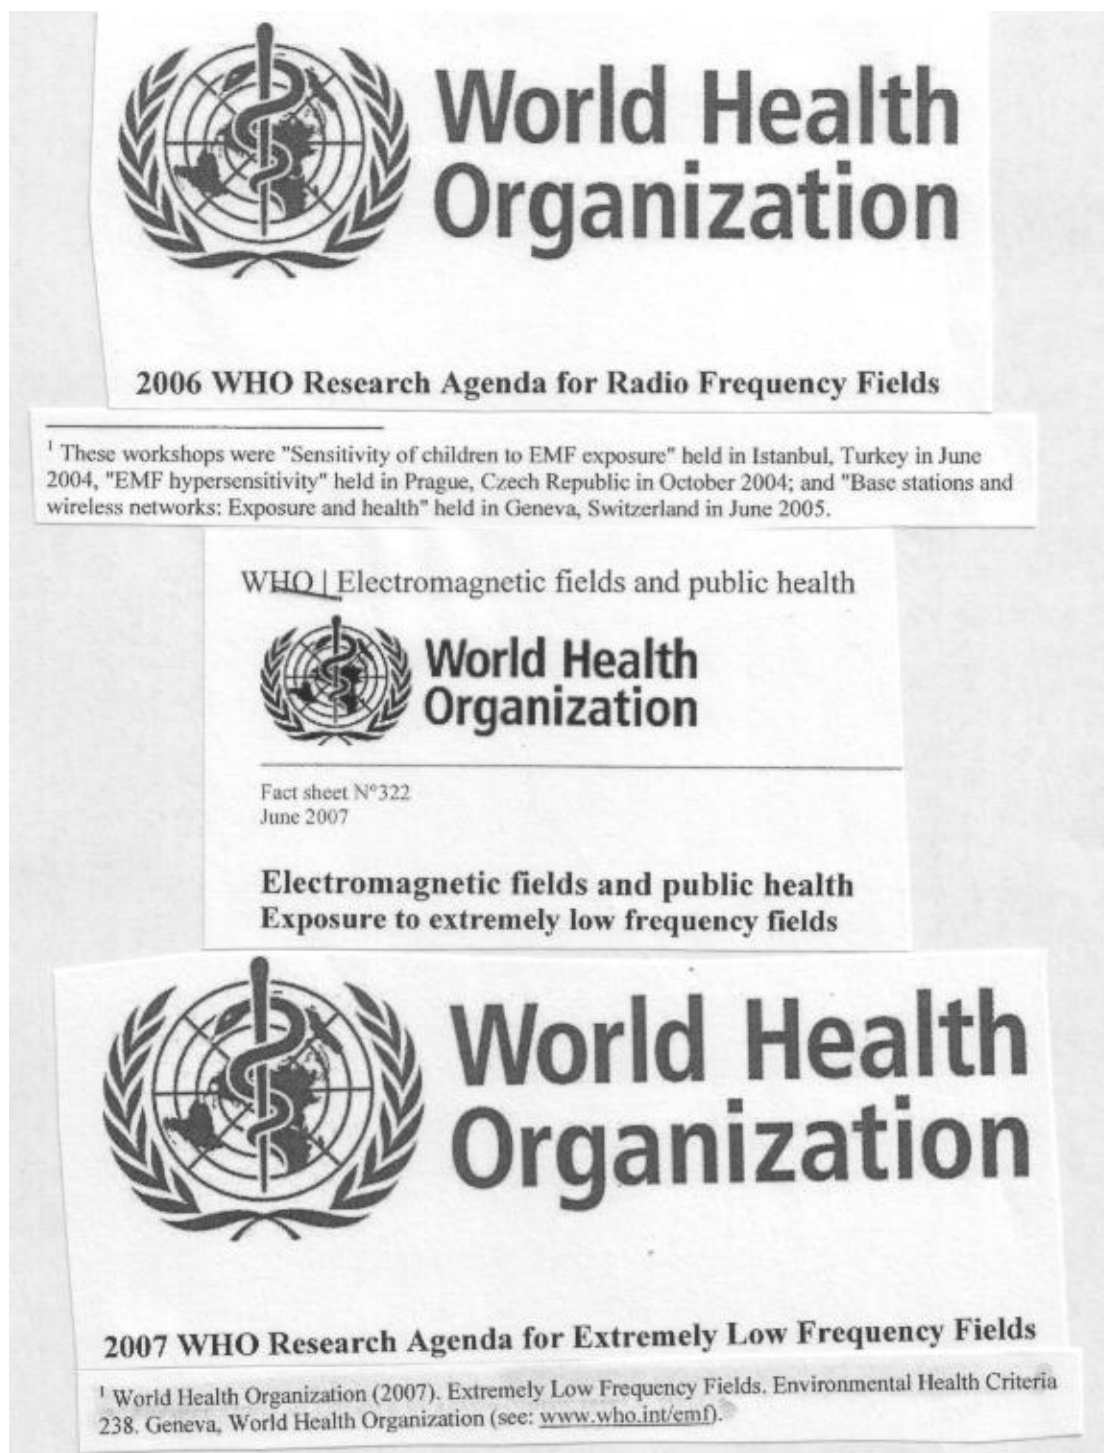 World Health
Organization
2006 WHO Research Agenda for Radio Frequency Fields
1 These workshops were "Sensitivity of children to EMF exposure" held in Istanbul, Turkey in June
2004, "EMF hypersensitivity" held in Prague, Czech Republic in October 2004; and "Base stations and
wireless networks: Exposure and health" held in Geneva, Switzerland in June 2005.
WHO | Electromagnetic fields and public health
World Health
Organization
Fact sheet N°322
June 2007
Electromagnetic fields and public health
Exposure to extremely low frequency fields
World Health
Organization
2007 WHO Research Agenda for Extremely Low Frequency Fields
1 World Health Organization (2007). Extremely Low Frequency Fields. Environmental Health Criteria
238. Geneva, World Health Organization (see: www.who.int/emf).